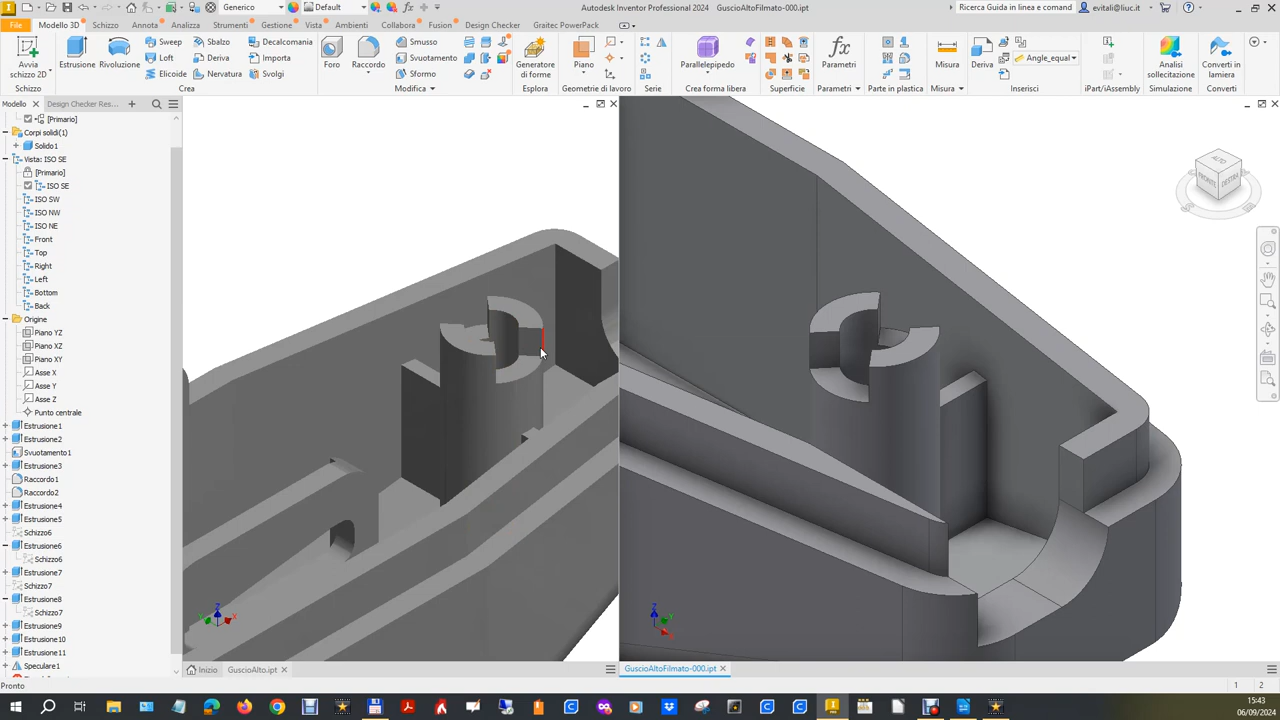 Generico
Default
Autodesk Inventor Professional 2024 GuscioAltoFilmato-000.ipt
Ricerca Guida in linea e comand
evitali@liuc.it
File
Modello 3D
Schizzo
Annota
Analizza
Strumenti
Gestione
Vista
Ambienti
Collabora
Fusion
Design Checker
Graitec PowerPack
Avvia
schizzo 2D
Estrusione
Rivoluzione
Sweep
Loft
Elicoide
Sbalzo
Deriva
Nervatura
Decalcomania
Importa
Svolgi
Foro
Raccordo
Smusso
Svuotamento
Sformo
Generatore
di forme
Piano
Parallelepipedo
Parametri
Misura
Deriva
Angle_equal
Analisi
sollecitazione
Converti in
lamiera
Schizzo
Crea
Modifica
Esplora
Geometrie di lavoro
Serie
Crea forma libera
Superficie
Parametri
Parte in plastica
Misura
Inserisci
iPart/iAssembly
Simulazione
Converti
Modello
Design Checker Res
[Primario]
Corpi solidi(1)
Solido1
Vista: ISO SE
[Primario]
ISO SE
ISO SW
ISO NW
ISO NE
Front
Top
Right
Left
Bottom
Back
Origine
Piano YZ
Piano XZ
Piano XY
Asse X
Asse Y
Asse Z
Punto centrale
Estrusione1
Estrusione2
Svuotamento1
Estrusione3
Raccordo1
Raccordo2
Estrusione4
Estrusione5
Schizzo6
Estrusione6
Schizzo6
Estrusione7
Schizzo7
Estrusione8
Schizzo7
Estrusione9
Estrusione10
Estrusione11
Speculare1
ALTO
FRONTE
DESTRA
Z
X
Z
Y
X
Inizio
GuscioAlto.ipt
GuscioAltoFilmato-000.ipt
Pronto
1
2
15:43
06/09/2024